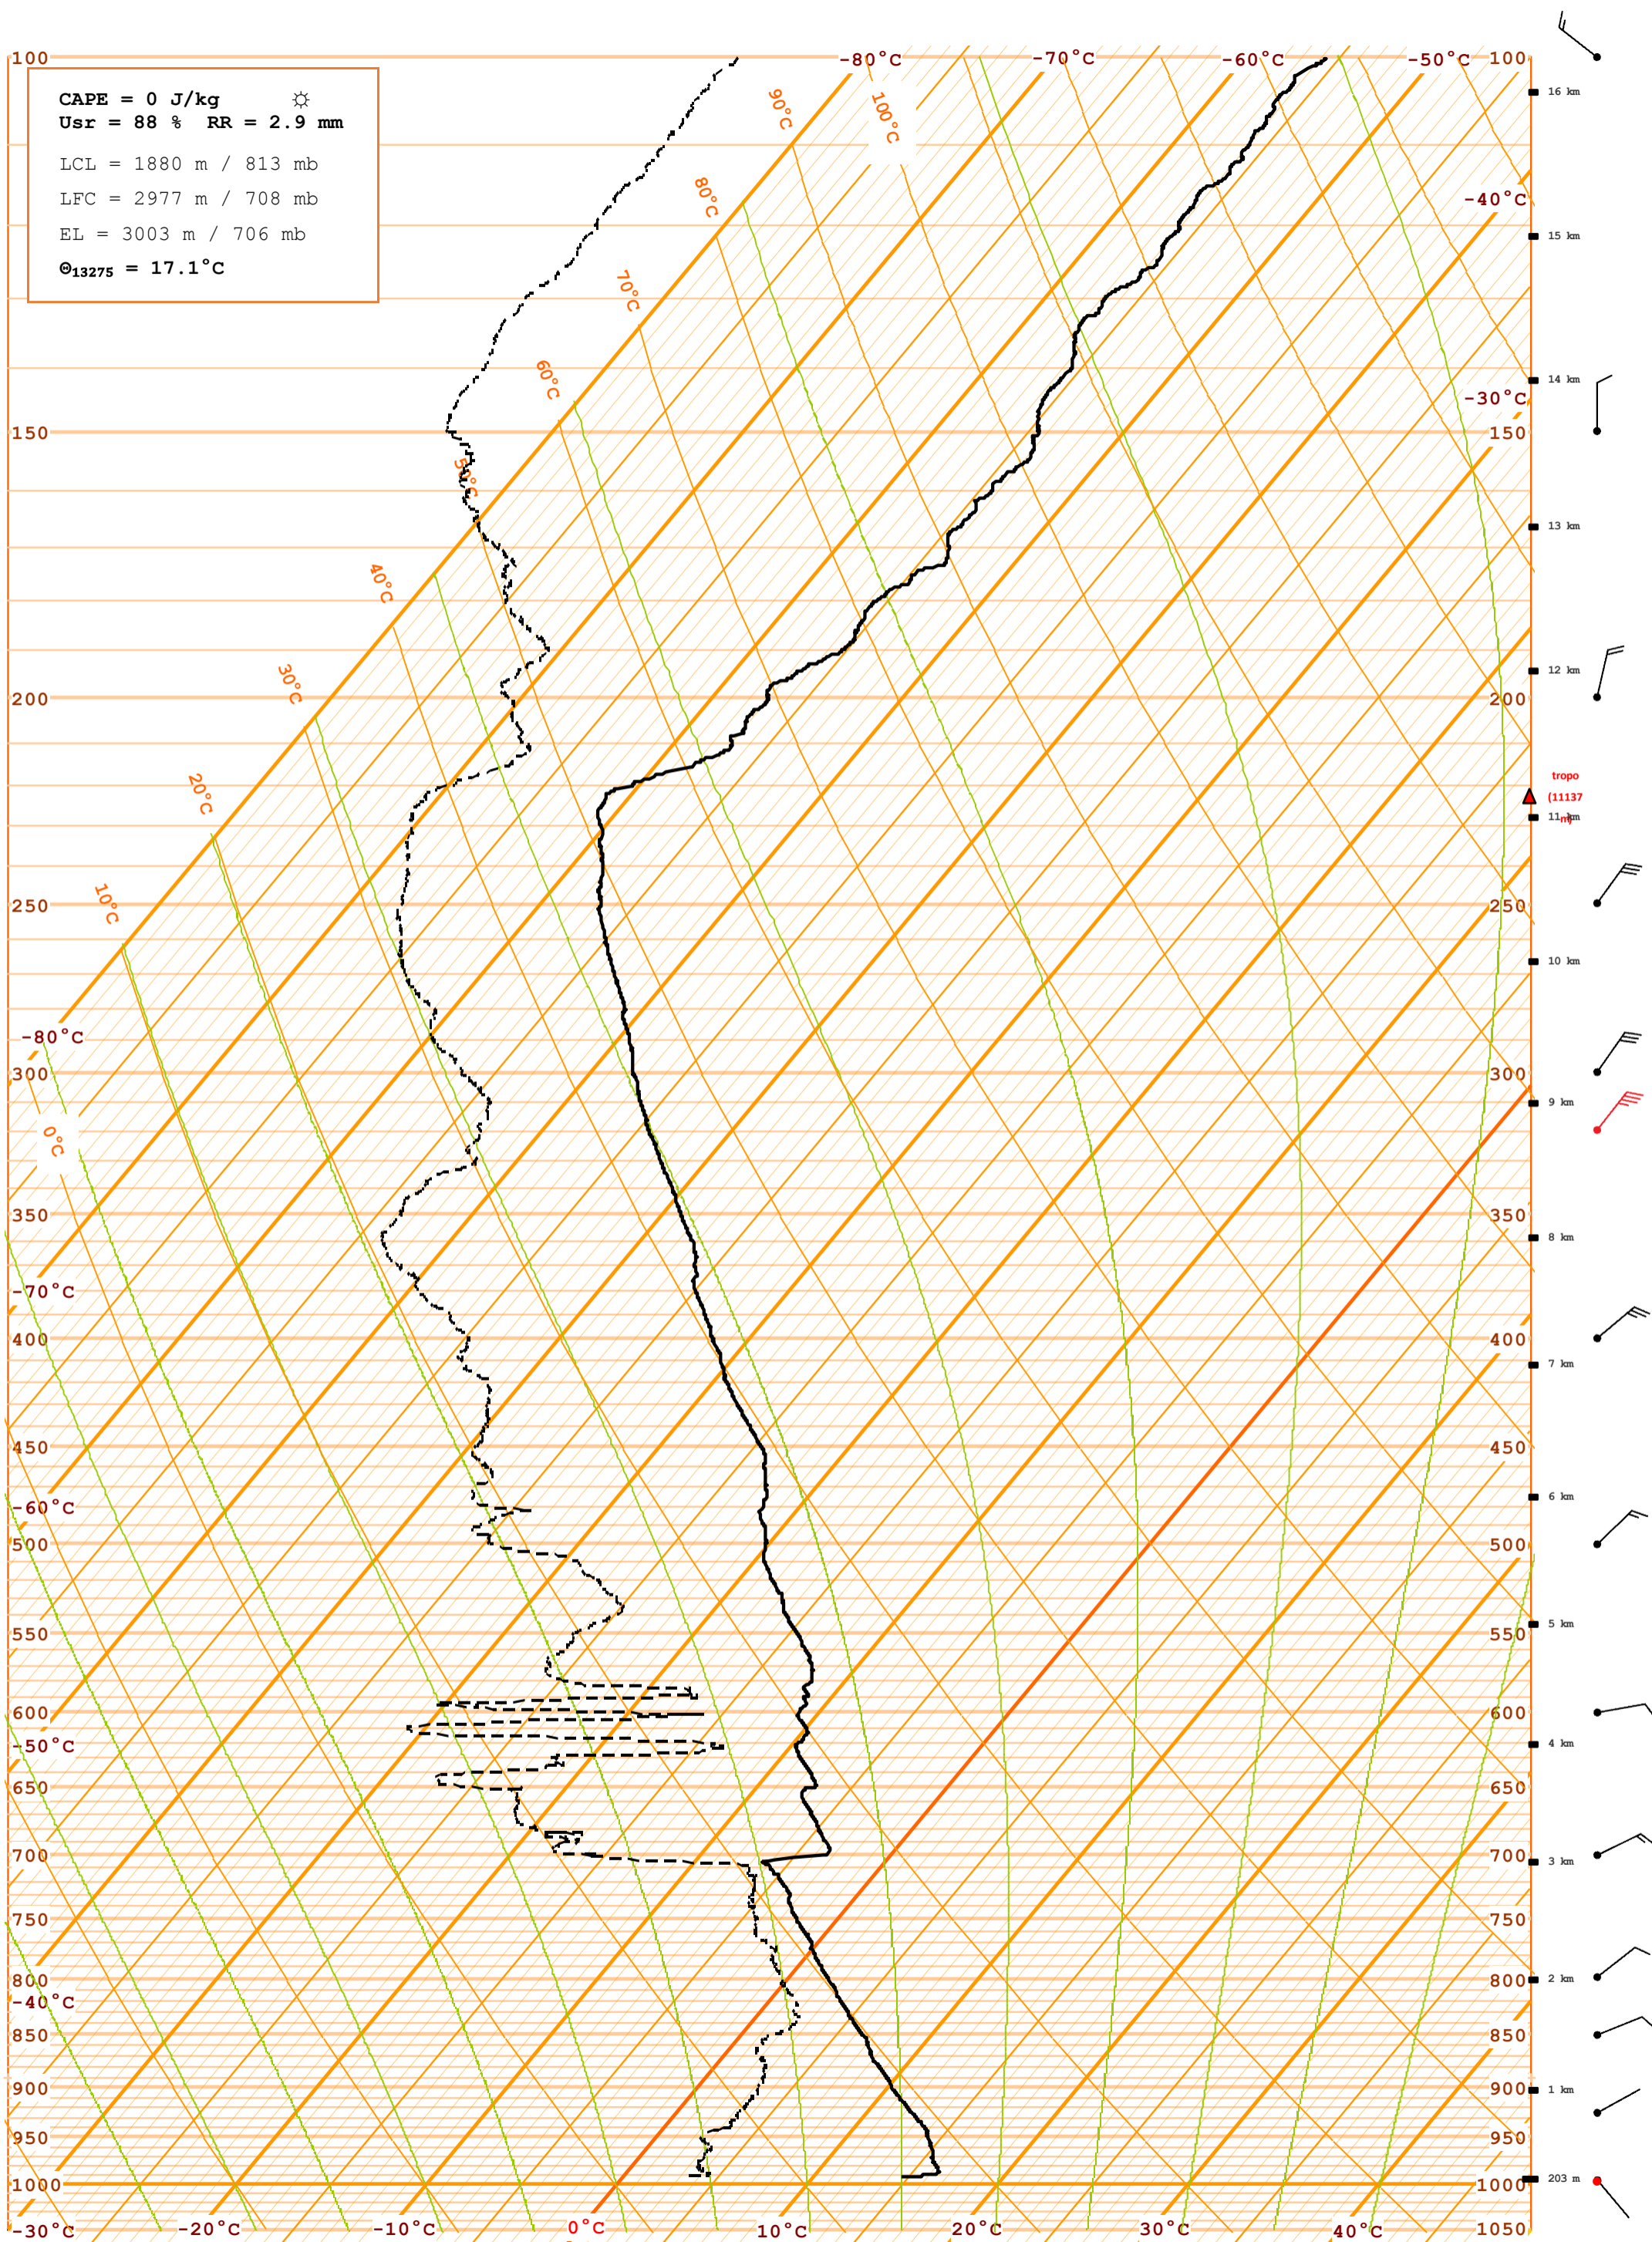 100 -80°C -70°C -60°C -50°C 100
16 km
CAPE = 0 J/kg ☼
Usr = 88 % RR = 2.9 mm
LCL = 1880 m / 813 mb
LFC = 2977 m / 708 mb
EL = 3003 m / 706 mb
Θ13275 = 17.1°C
90°C
100°C
80°C
-40°C
15 km
70°C
60°C
14 km
-30°C
150 150
50°C
13 km
40°C
30°C
12 km
200 200
20°C
tropo
(11137
11 km
10°C
250 250
10 km
-80°C
300 300
9 km
0°C
350 350
8 km
-70°C
400 400
7 km
450 450
6 km
-60°C
500 500
5 km
550 550
600 600
4 km
-50°C
650 650
700 700
3 km
750 750
800 800
2 km
-40°C
850 850
900 900
1 km
950 950
203 m
1000 1000
-30°C -20°C -10°C 0°C 10°C 20°C 30°C 40°C 1050